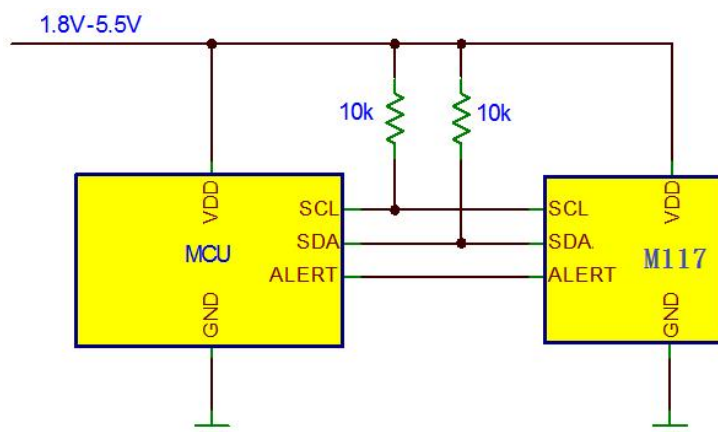 1.8V-5.5V
10k
10k
VDD
VDD
SCL
SCL
SDA
SDA.
MCU
M117
ALERT
ALERT
GND
GND